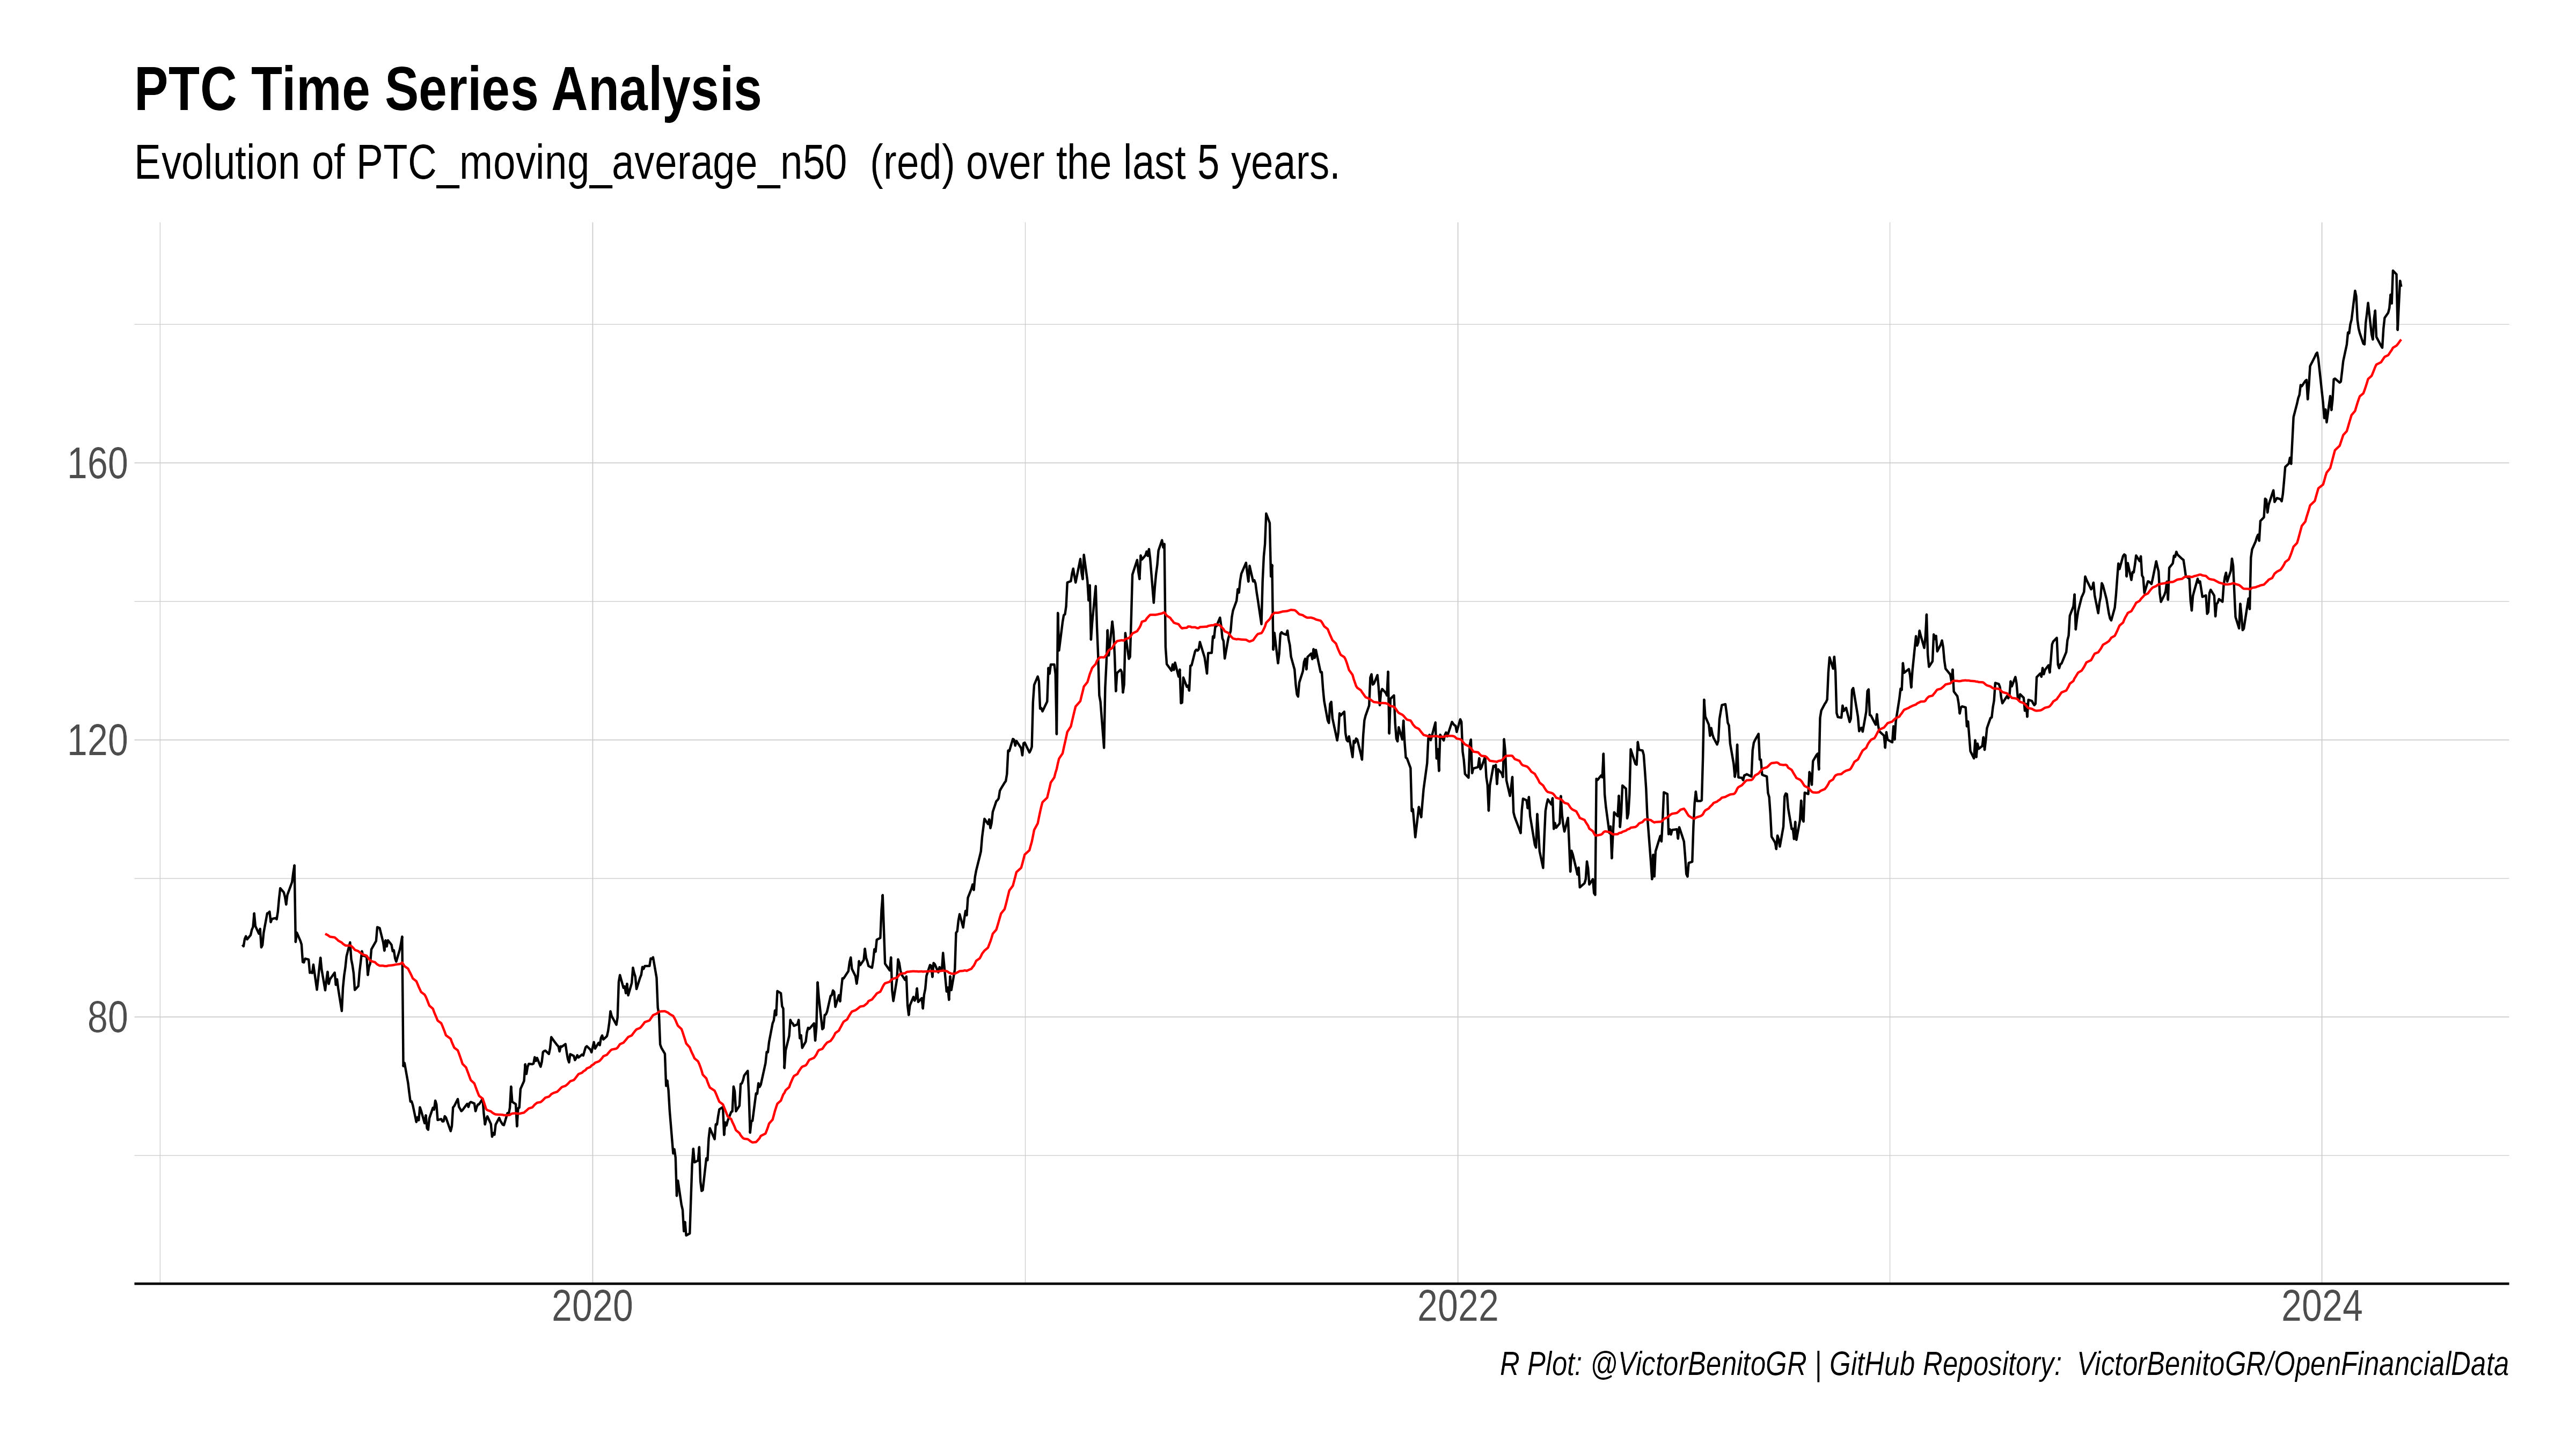 PTC Time Series Analysis
Evolution of PTC_moving_average_n50  (red) over the last 5 years.
160
120
80
2020
2022
2024
R Plot: @VictorBenitoGR | GitHub Repository:  VictorBenitoGR/OpenFinancialData